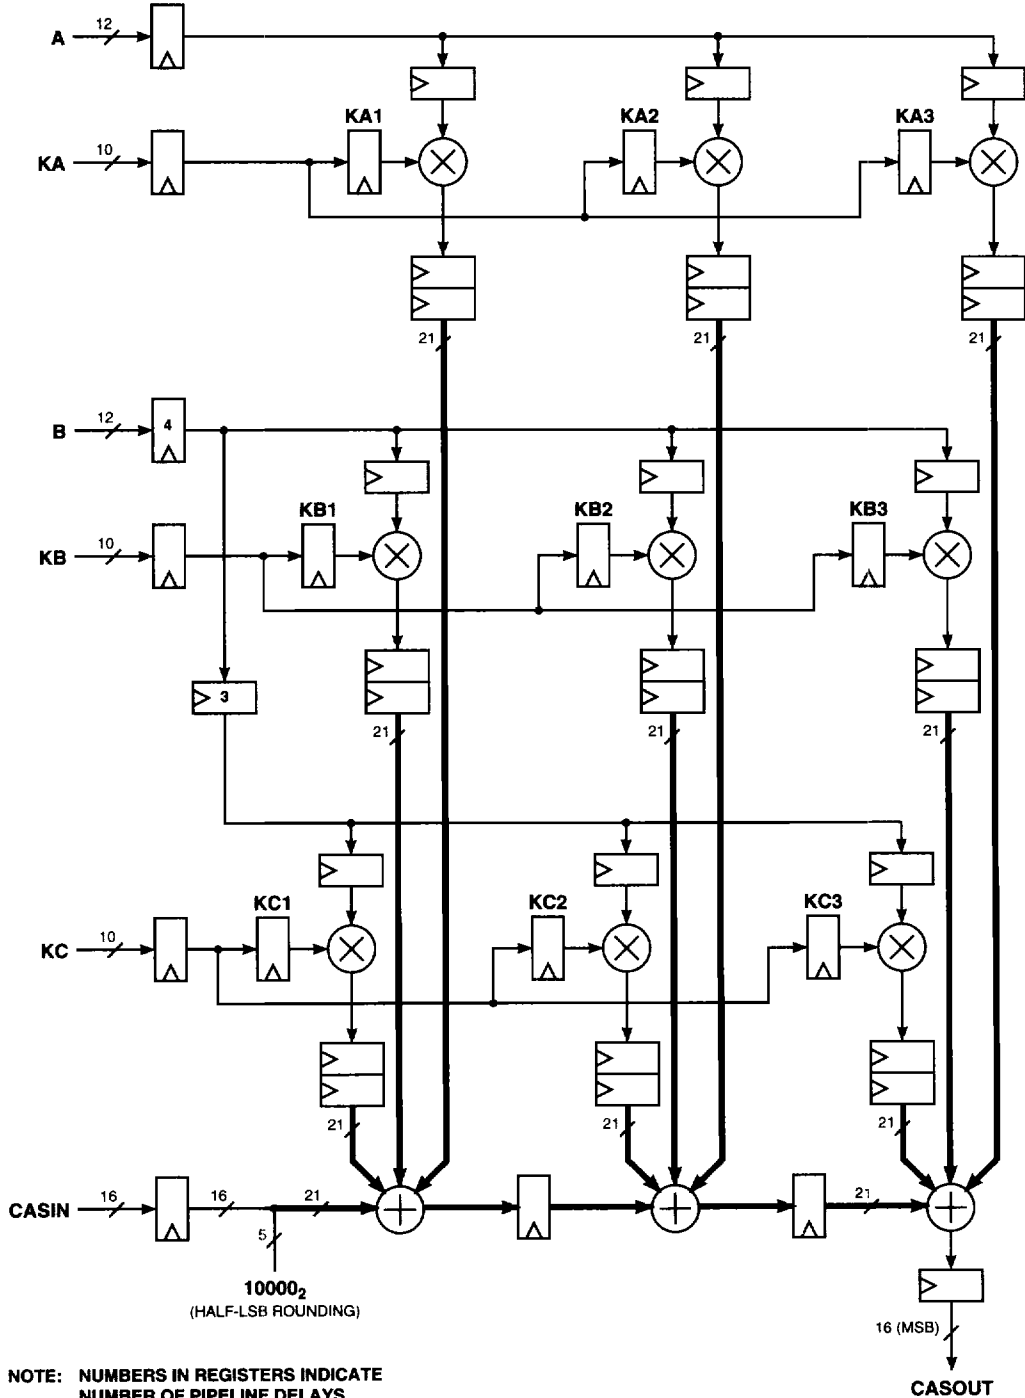 A 12
KA1 KA2 KA3
KA 10
21 21 21
B 12 4
KB1 KB2 KB3
KB 10
3
21 21 21
KC1 KC2 KC3
KC 10
21 21 21
CASIN 16 16 21 21
5
10000₂
(HALF-LSB ROUNDING)
16 (MSB)
CASOUT
NOTE: NUMBERS IN REGISTERS INDICATE
NUMBER OF PIPELINE DELAYS